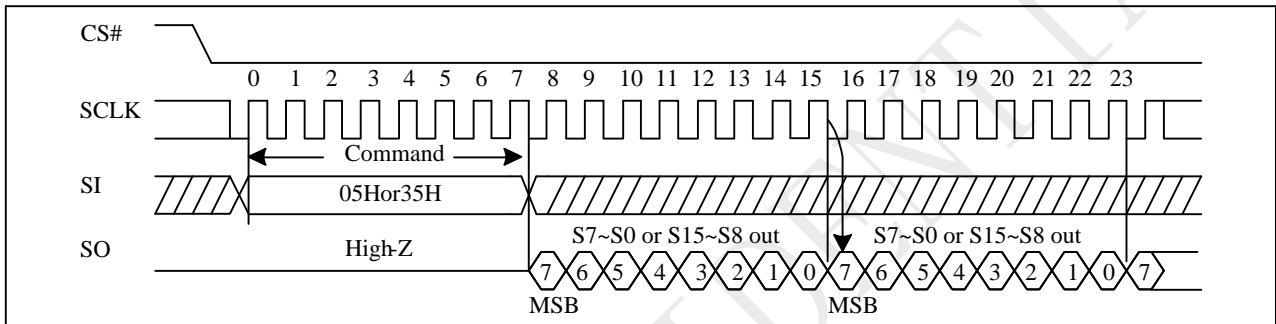 CS#
0 1 2 3 4 5 6 7 8 9 10 11 12 13 14 15 16 17 18 19 20 21 22 23
SCLK
Command
SI
05Hor35H
SO
High-Z
S7~S0 or S15~S8 out
S7~S0 or S15~S8 out
7 6 5 4 3 2 1 0 7 6 5 4 3 2 1 0 7
MSB
MSB